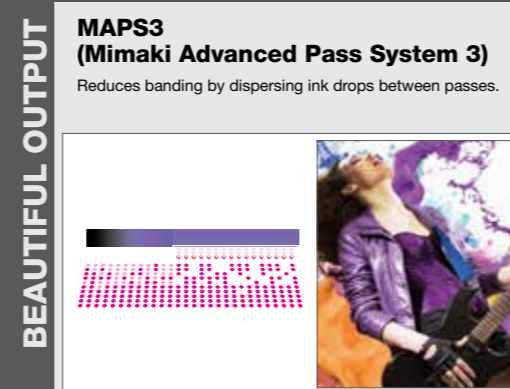 BEAUTIFUL OUTPUT
MAPS3
(Mimaki Advanced Pass System 3)
Reduces banding by dispersing ink drops between passes.